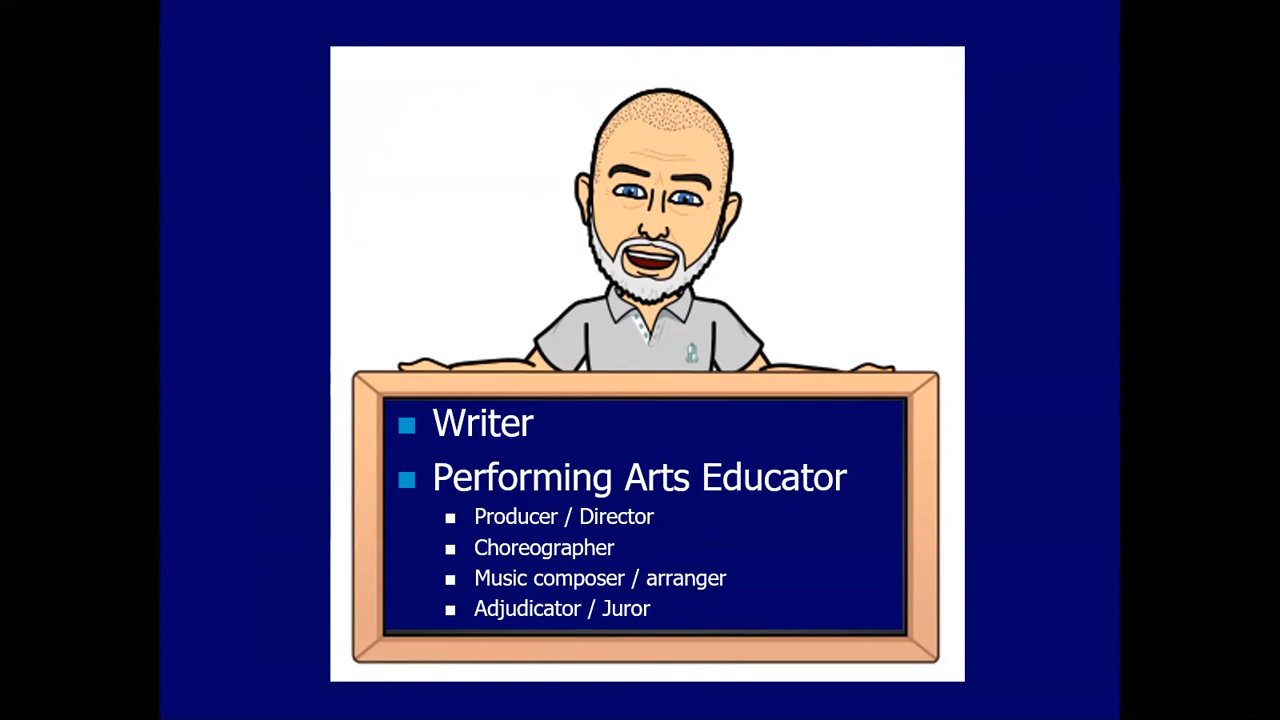 Writer
Performing Arts Educator
Producer / Director
Choreographer
Music composer / arranger
Adjudicator / Juror